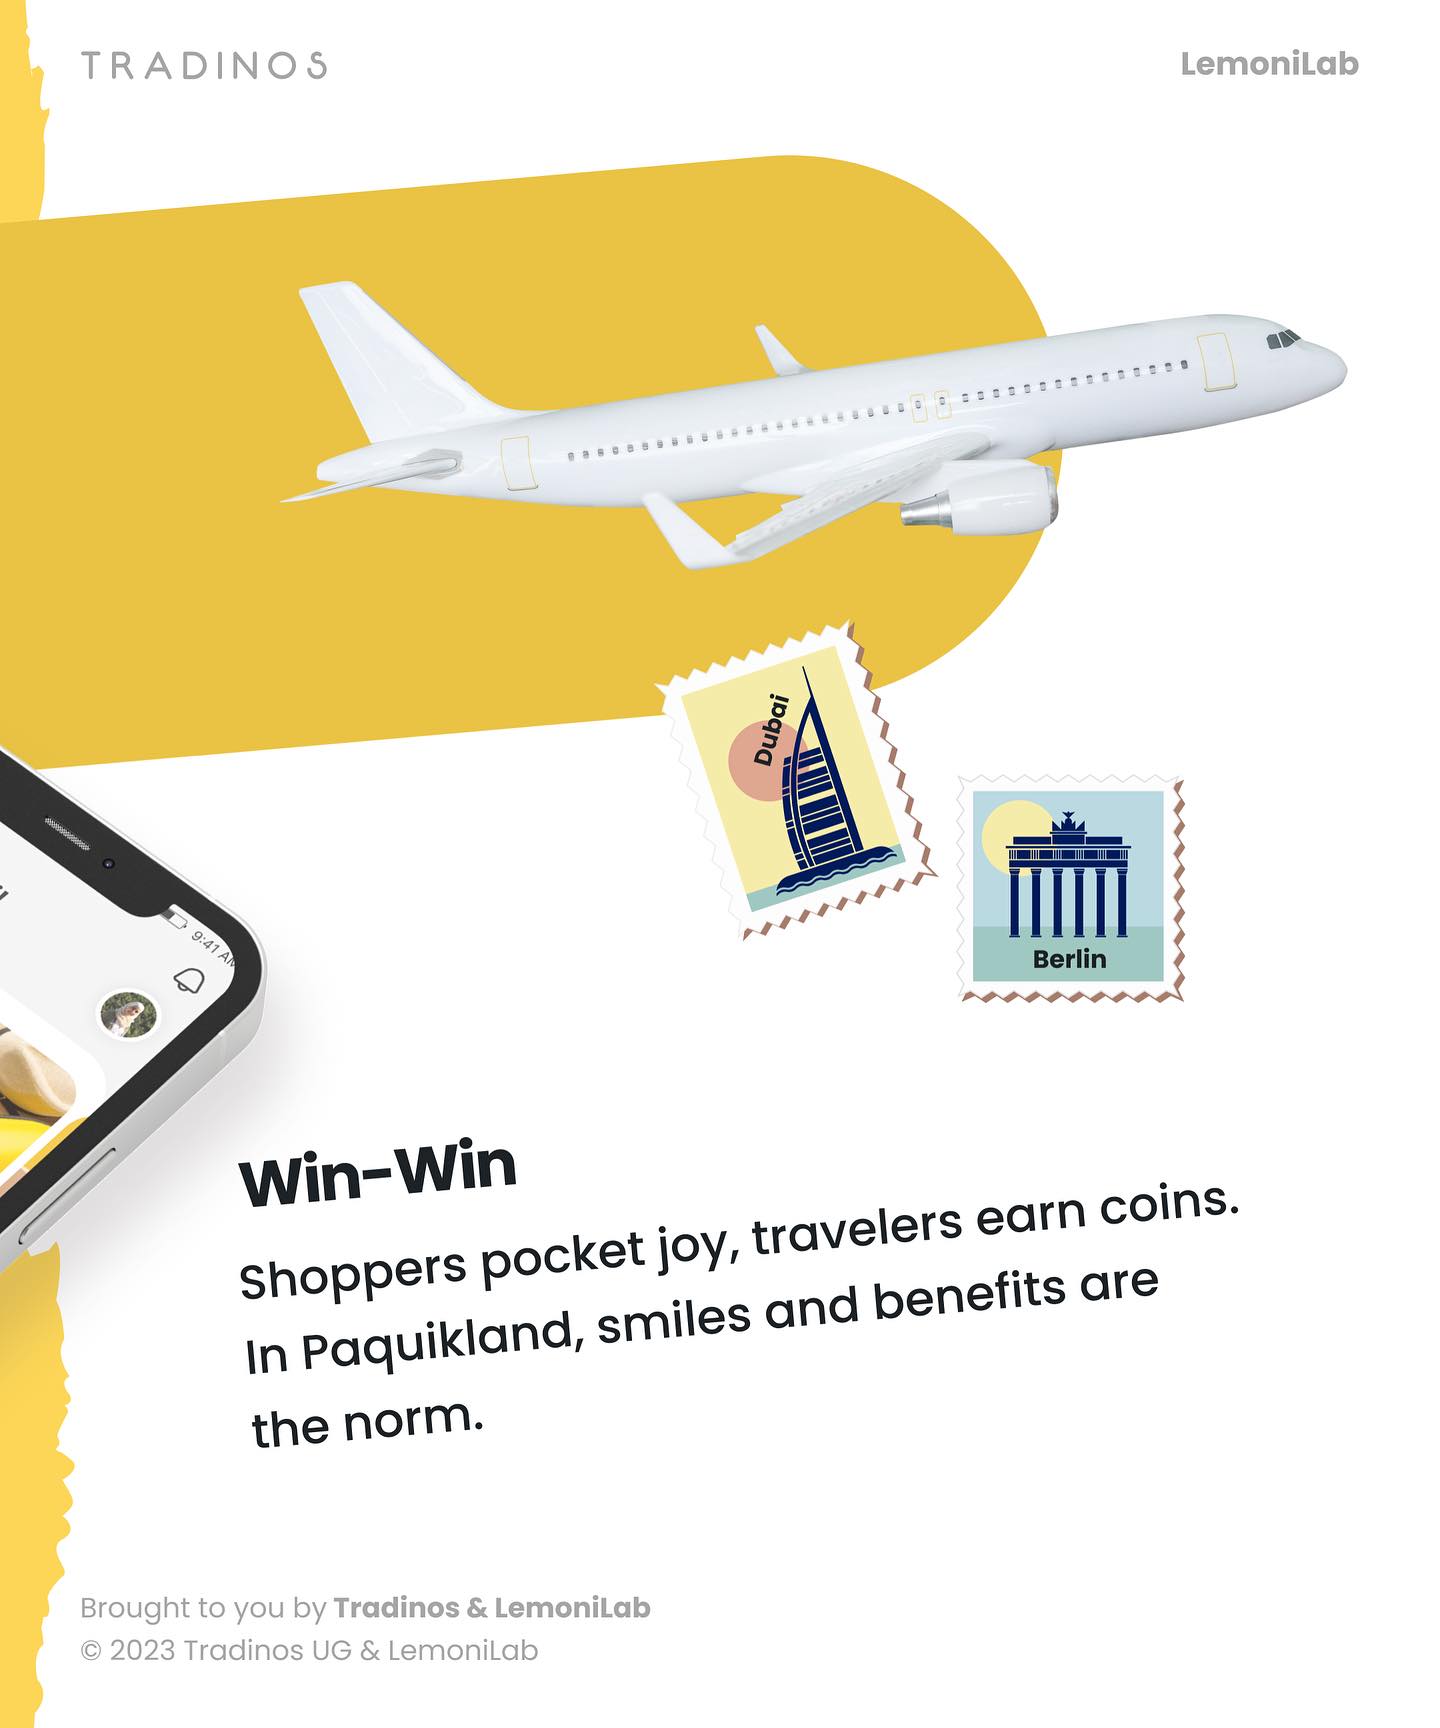 TRADINOS
LemoniLab
Dubai
Berlin
9:41 AM
Win-Win
Shoppers pocket joy, travelers earn coins.
In Paquikland, smiles and benefits are
the norm.
Brought to you by Tradinos & LemoniLab
© 2023 Tradinos UG & LemoniLab